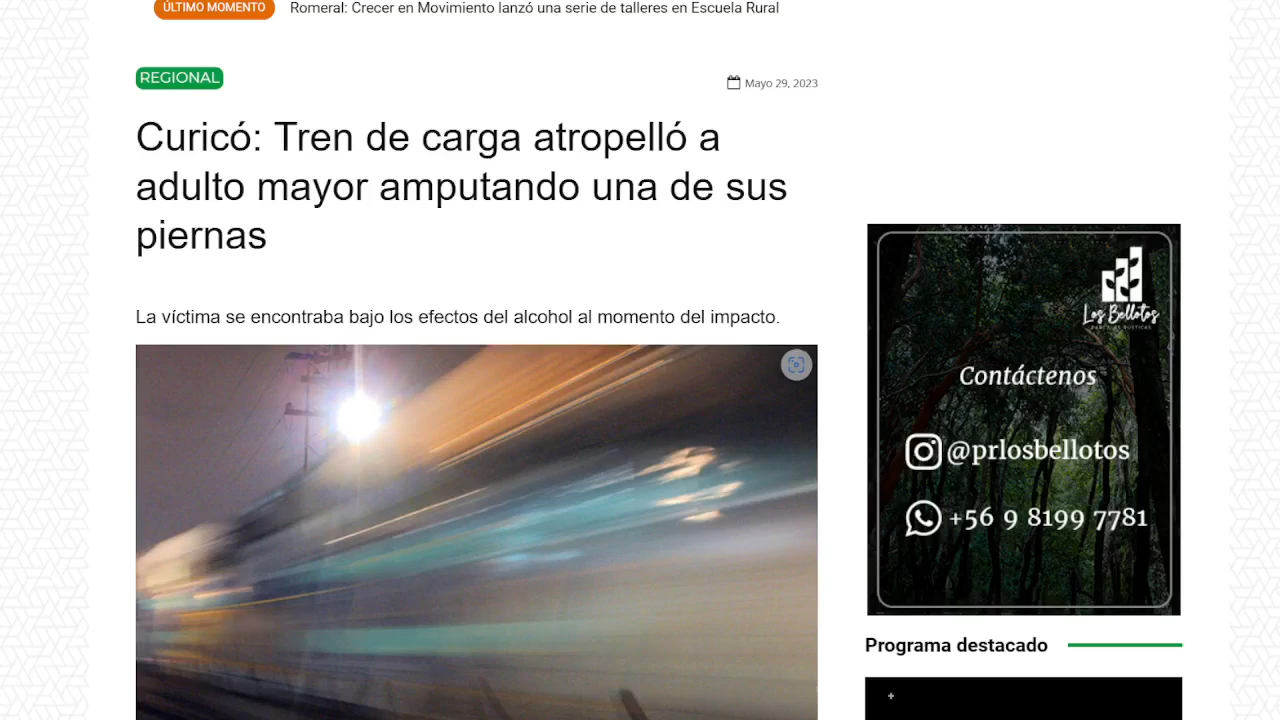 ÚLTIMO MOMENTO Romeral: Crecer en Movimiento lanzó una serie de talleres en Escuela Rural
REGIONAL
Mayo 29, 2023
Curicó: Tren de carga atropelló a
adulto mayor amputando una de sus
piernas
La víctima se encontraba bajo los efectos del alcohol al momento del impacto.
Los Bellotos
PARCELAS RUSTICAS
Contáctenos
@prlosbellotos
+56 9 8199 7781
Programa destacado